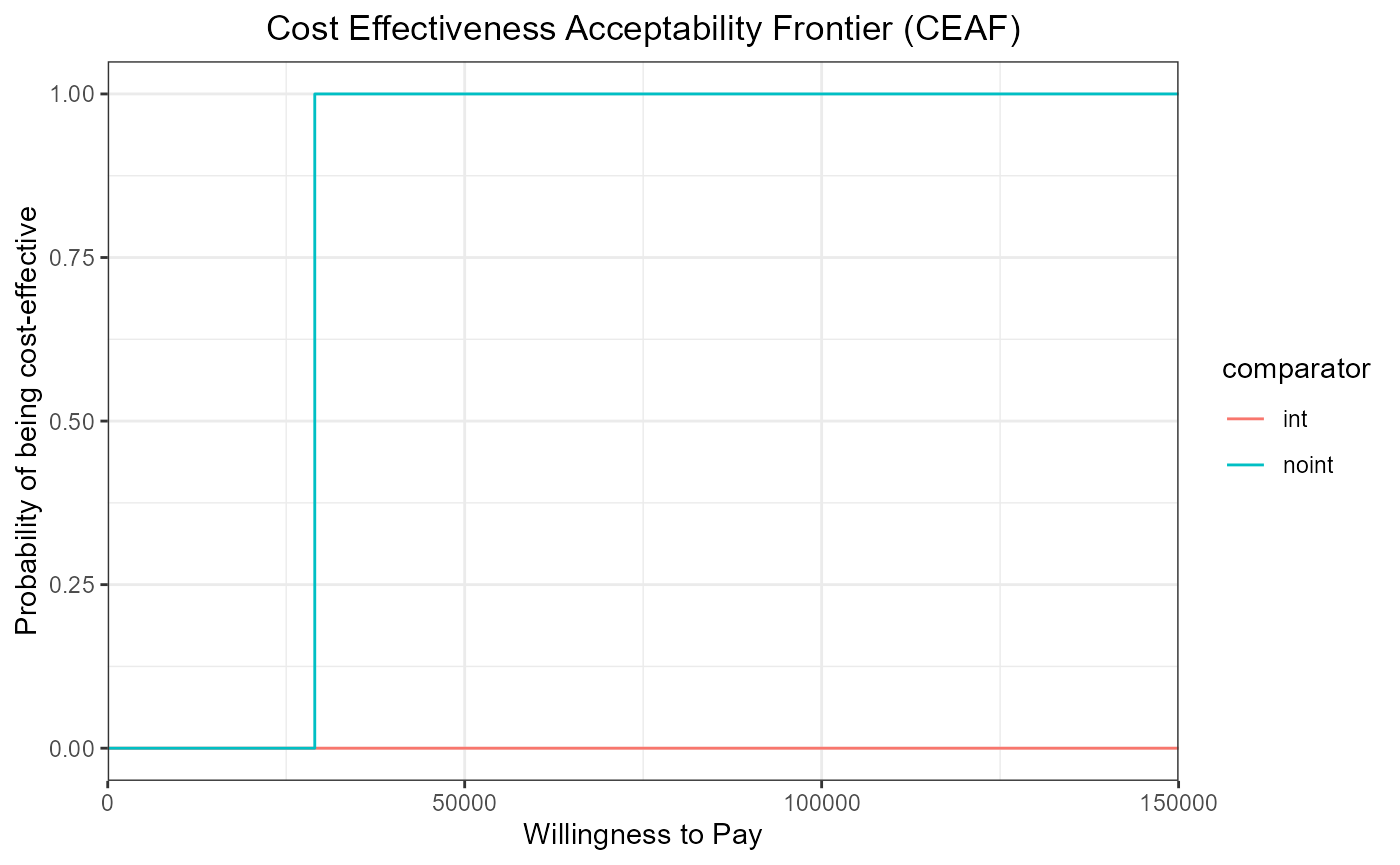 Cost Effectiveness Acceptability Frontier (CEAF)
1.00
0.75
0.50
0.25
0.00
Probability of being cost-effective
0 50000 100000 150000
Willingness to Pay
comparator
int
noint